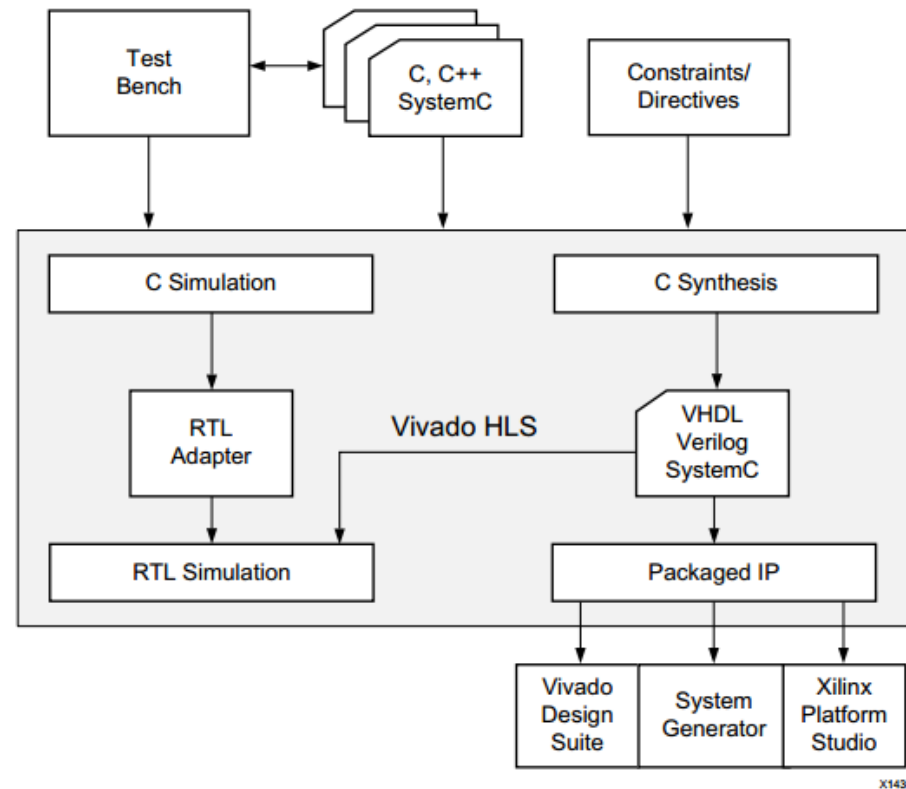 Test
Bench
C, C++
SystemC
Constraints/
Directives
C Simulation
C Synthesis
RTL
Adapter
Vivado HLS
VHDL
Verilog
SystemC
RTL Simulation
Packaged IP
Vivado
Design
Suite
System
Generator
Xilinx
Platform
Studio
X143